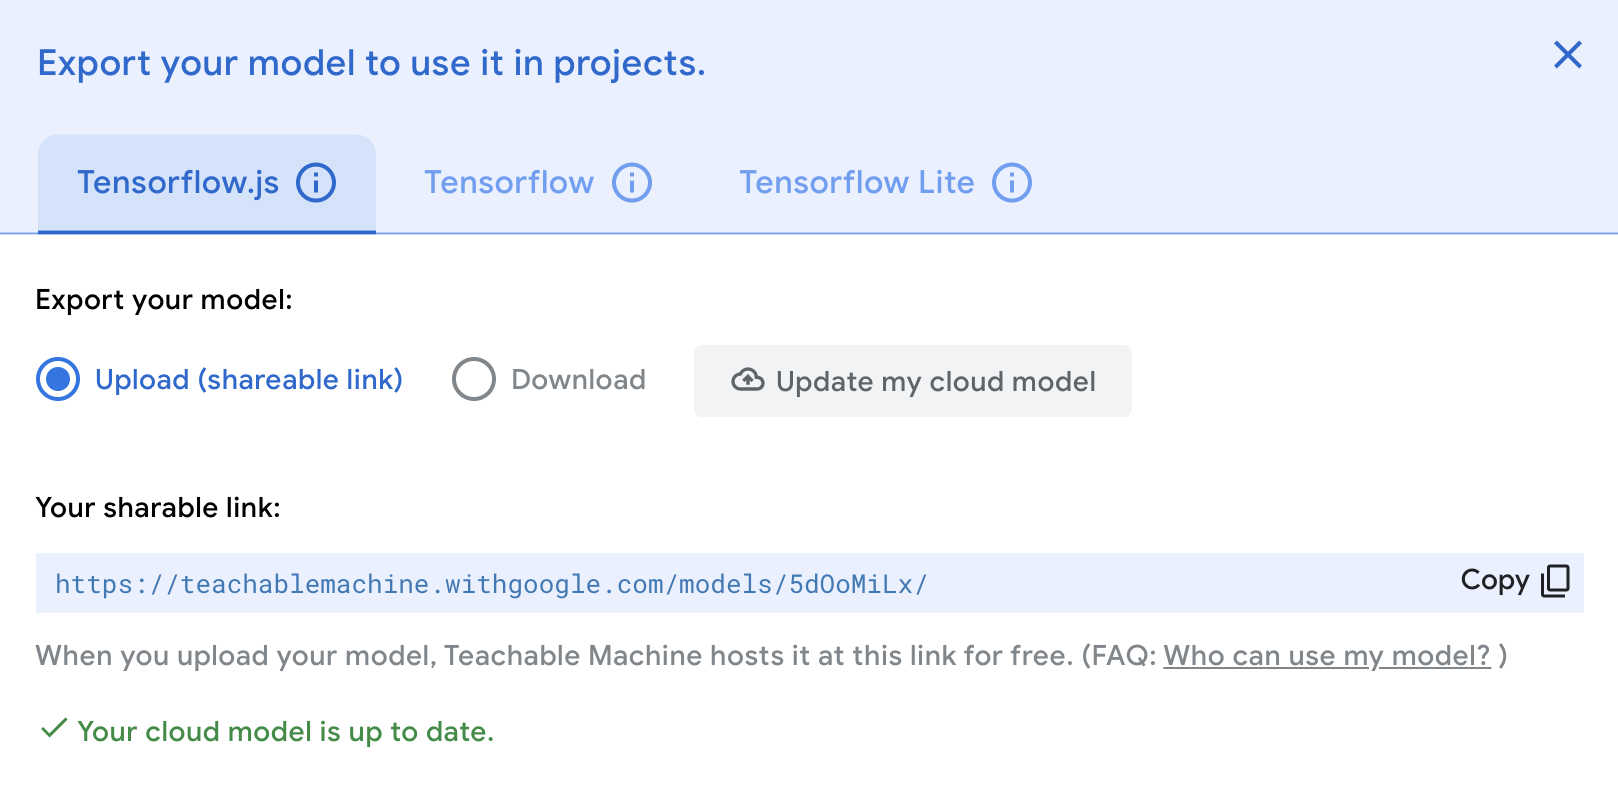 Export your model to use it in projects.
Tensorflow.js Tensorflow Tensorflow Lite
Export your model:
Upload (shareable link) Download Update my cloud model
Your sharable link:
https://teachablemachine.withgoogle.com/models/5dOoMiLx/ Copy
When you upload your model, Teachable Machine hosts it at this link for free. (FAQ: Who can use my model? )
Your cloud model is up to date.